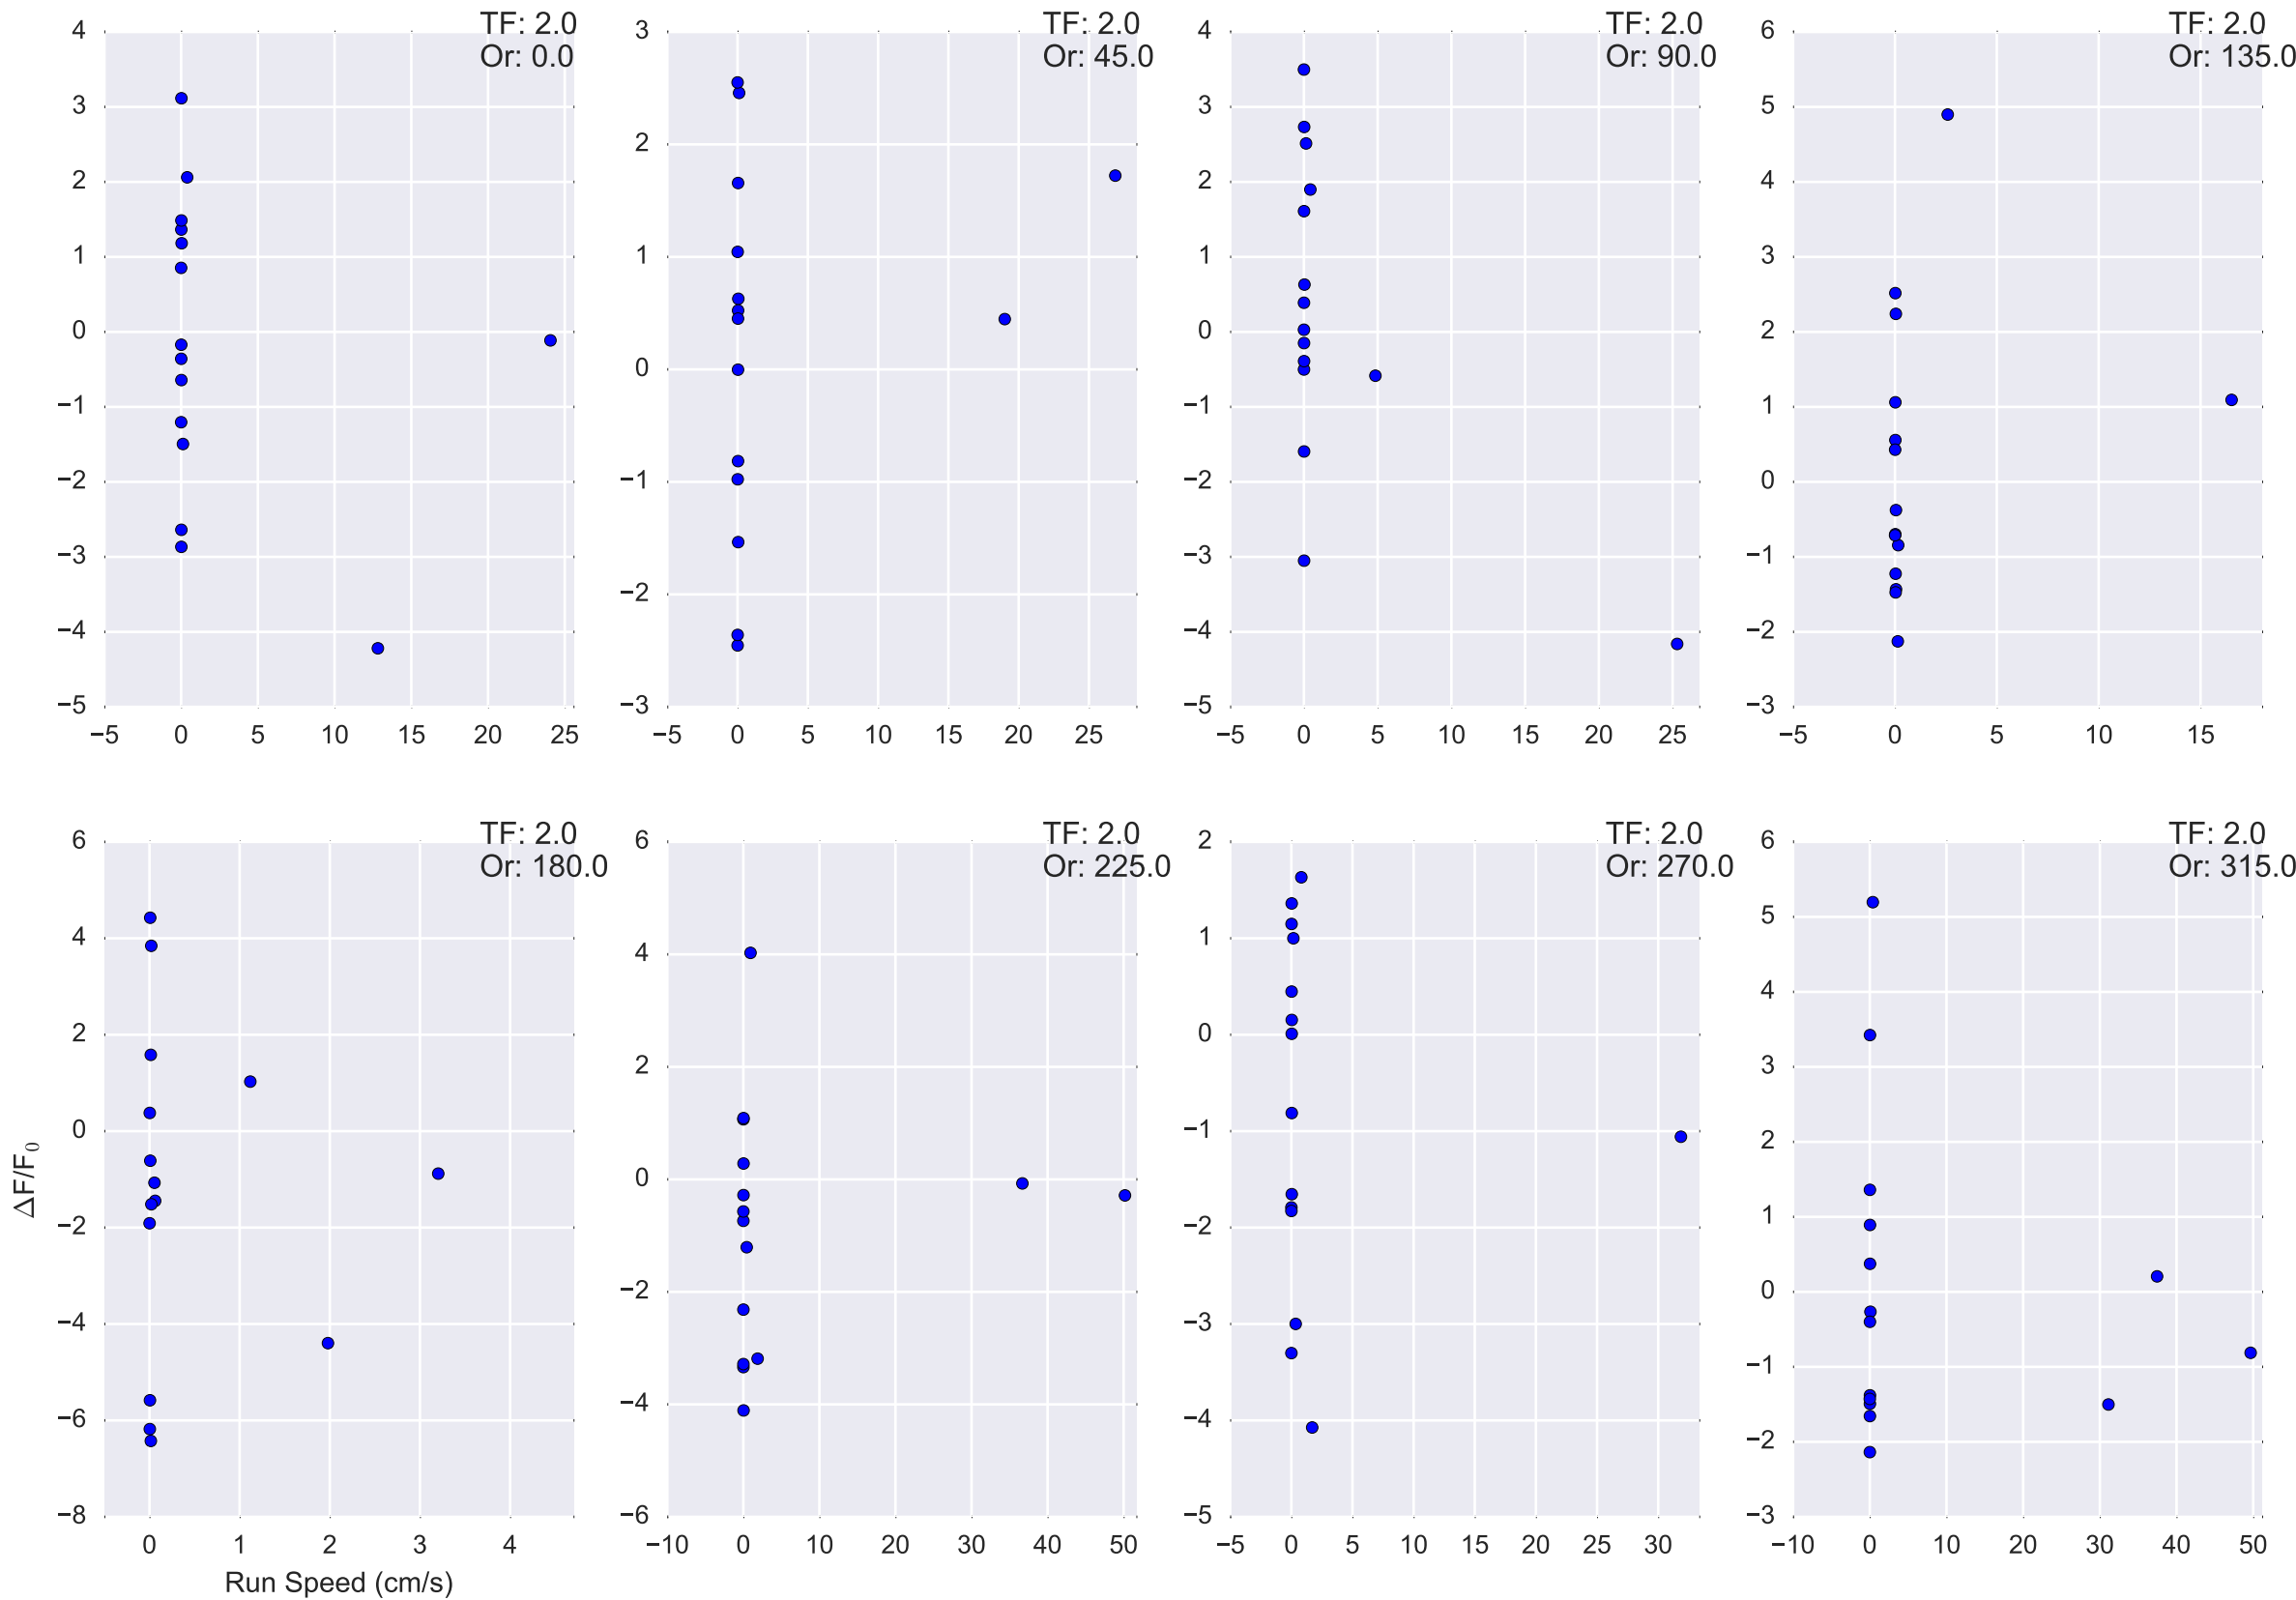 TF: 2.0
Or: 0.0
4
3
2
1
0
−1
−2
−3
−4
−5
−5 0 5 10 15 20 25
TF: 2.0
Or: 45.0
3
2
1
0
−1
−2
−3
−5 0 5 10 15 20 25
TF: 2.0
Or: 90.0
4
3
2
1
0
−1
−2
−3
−4
−5
−5 0 5 10 15 20 25
TF: 2.0
Or: 135.0
6
5
4
3
2
1
0
−1
−2
−3
−5 0 5 10 15
TF: 2.0
Or: 180.0
6
4
2
0
−2
−4
−6
−8
ΔF/F₀
0 1 2 3 4
Run Speed (cm/s)
TF: 2.0
Or: 225.0
6
4
2
0
−2
−4
−6
−10 0 10 20 30 40 50
TF: 2.0
Or: 270.0
2
1
0
−1
−2
−3
−4
−5
−5 0 5 10 15 20 25 30
TF: 2.0
Or: 315.0
6
5
4
3
2
1
0
−1
−2
−3
−10 0 10 20 30 40 50